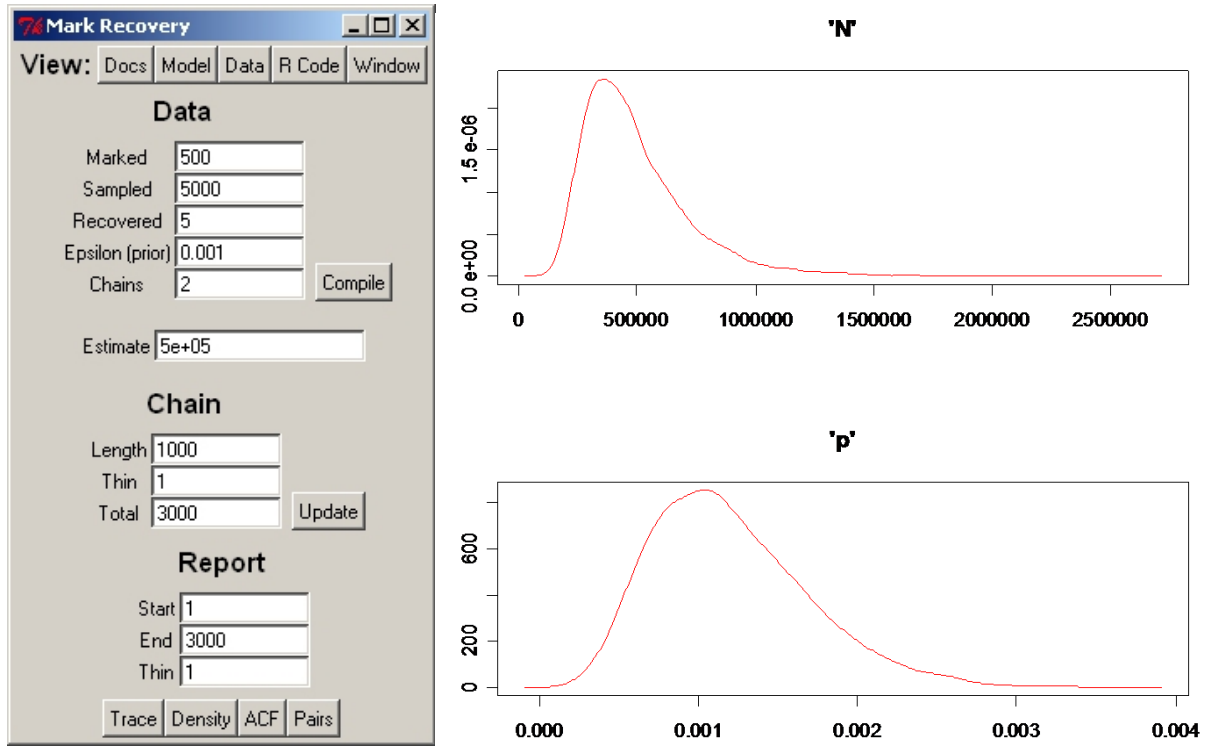 Mark Recovery
View: Docs Model Data R Code Window
Data
Marked 500
Sampled 5000
Recovered 5
Epsilon (prior) 0.001
Chains 2 Compile
Estimate 5e+05
Chain
Length 1000
Thin 1
Total 3000 Update
Report
Start 1
End 3000
Thin 1
Trace Density ACF Pairs
'N'
1.5 e-06
0.0 e+00
0 500000 1000000 1500000 2000000 2500000
'p'
600
200
0
0.000 0.001 0.002 0.003 0.004